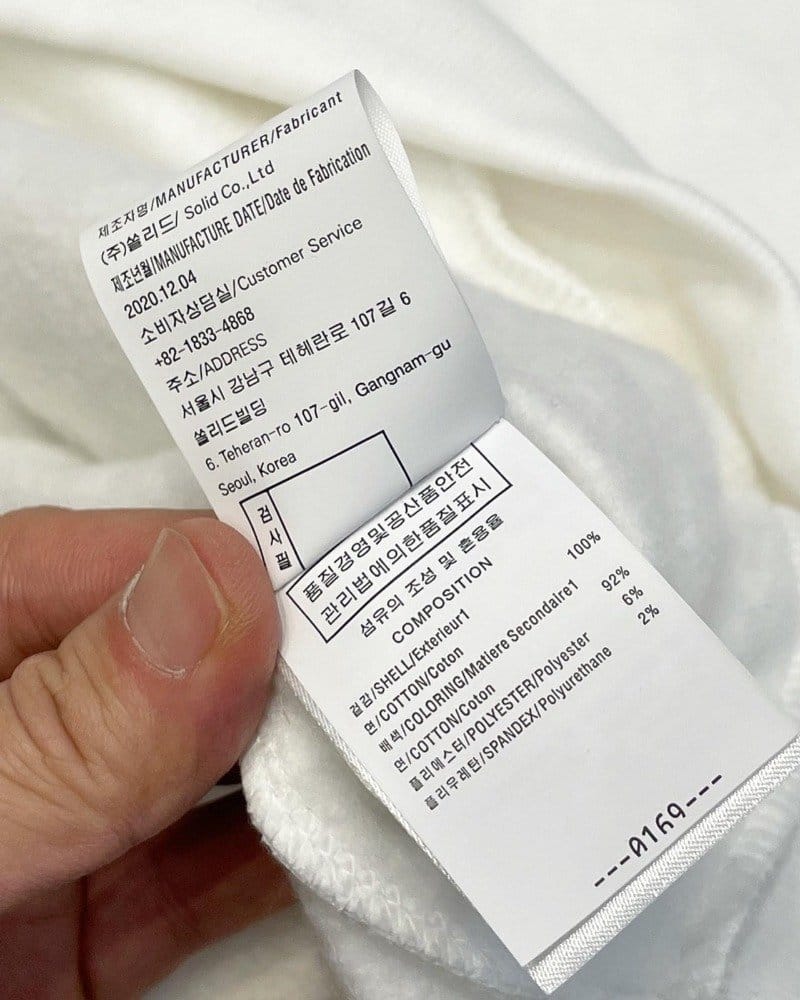 제조자명/MANUFACTURER/Fabricant
(주)쏠리드/ Solid Co.,Ltd
제조년월/MANUFACTURE DATE/Date de Fabrication
2020.12.04
소비자상담실/Customer Service
+82-1833-4868
주소/ADDRESS
서울시 강남구 테헤란로 107길 6
쏠리드빌딩
6. Teheran-ro 107-gil, Gangnam-gu
Seoul, Korea
검사필
품질경영및공산품안전
관리법에의한품질표시
섬유의 조성 및 혼용율
COMPOSITION
겉감/SHELL/Exterieur1
면/COTTON/Coton 100%
배색/COLORING/Matiere Secondaire1
면/COTTON/Coton 92%
폴리에스터/POLYESTER/Polyester 6%
폴리우레탄/SPANDEX/Polyurethane 2%
---0169---